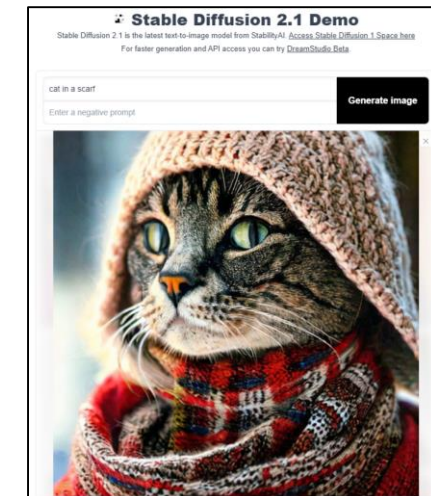 Stable Diffusion 2.1 Demo
Stable Diffusion 2.1 is the latest text-to-image model from StabilityAI. Access Stable Diffusion 1 Space here
For faster generation and API access you can try DreamStudio Beta.
cat in a scarf
Generate image
Enter a negative prompt